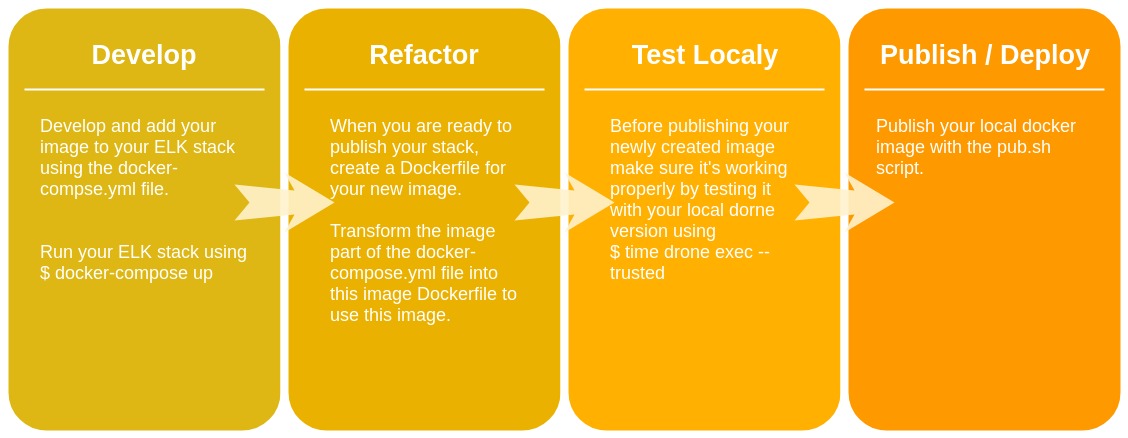 Develop
Develop and add your
image to your ELK stack
using the docker-
compse.yml file.
Run your ELK stack using
$ docker-compose up
Refactor
When you are ready to
publish your stack,
create a Dockerfile for
your new image.
Transform the image
part of the docker-
compose.yml file into
this image Dockerfile to
use this image.
Test Localy
Before publishing your
newly created image
make sure it's working
properly by testing it
with your local dorne
version using
$ time drone exec --
trusted
Publish / Deploy
Publish your local docker
image with the pub.sh
script.